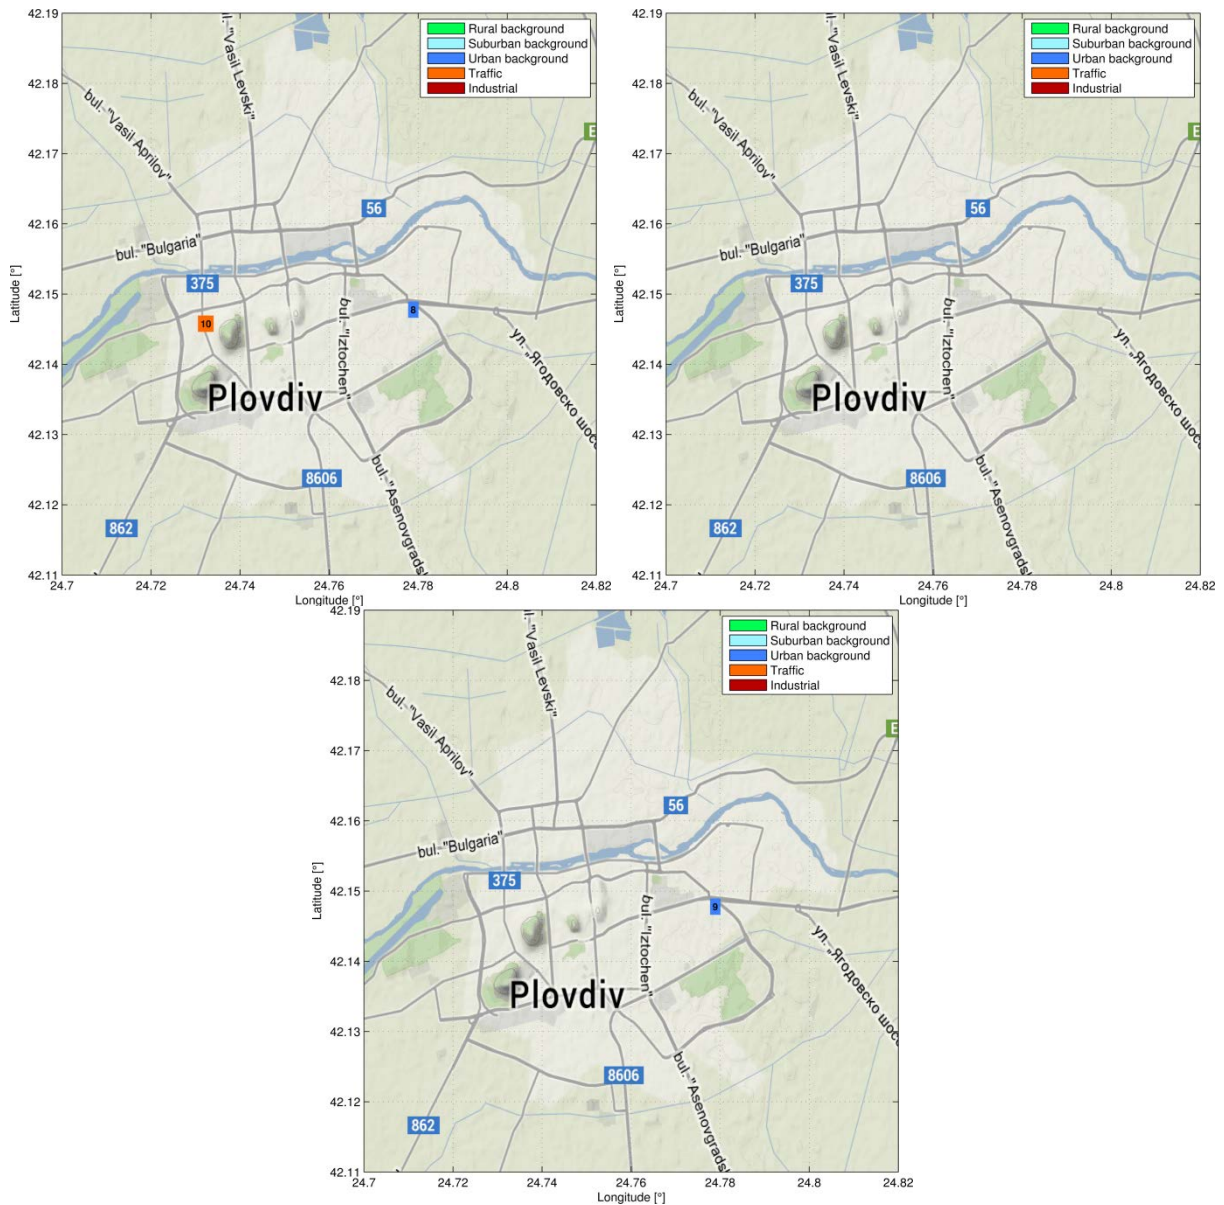 42.19
42.18
42.17
42.16
42.15
42.14
42.13
42.12
42.11
Latitude [°]
24.7
24.72
24.74
24.76
24.78
24.8
24.82
Longitude [°]
Rural background
Suburban background
Urban background
Traffic
Industrial
bul. "Vasil Levski"
bul. "Vasil Aprilov"
bul. "Bulgaria"
E
56
375
10
8
bul. "Iztochen"
ул. „Ягодовско шосе
Plovdiv
8606
862
bul. "Asenovgrads
42.19
42.18
42.17
42.16
42.15
42.14
42.13
42.12
42.11
Latitude [°]
24.7
24.72
24.74
24.76
24.78
24.8
24.82
Longitude [°]
Rural background
Suburban background
Urban background
Traffic
Industrial
bul. "Vasil Levski"
bul. "Vasil Aprilov"
bul. "Bulgaria"
E
56
375
bul. "Iztochen"
ул. „Ягодовско шосе
Plovdiv
8606
862
bul. "Asenovgrads
42.19
42.18
42.17
42.16
42.15
42.14
42.13
42.12
42.11
Latitude [°]
24.7
24.72
24.74
24.76
24.78
24.8
24.82
Longitude [°]
Rural background
Suburban background
Urban background
Traffic
Industrial
bul. "Vasil Levski"
bul. "Vasil Aprilov"
bul. "Bulgaria"
E
56
375
9
bul. "Iztochen"
ул. „Ягодовско шосе
Plovdiv
8606
862
bul. "Asenovgrads